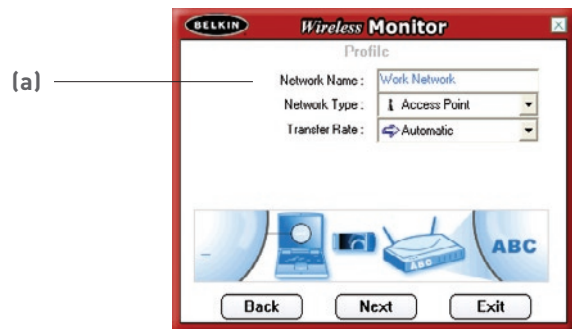 BELKIN Wireless Monitor
Profile
(a) Network Name : Work Network
Network Type : Access Point
Transfer Rate : Automatic
ABC
ABC
Back Next Exit